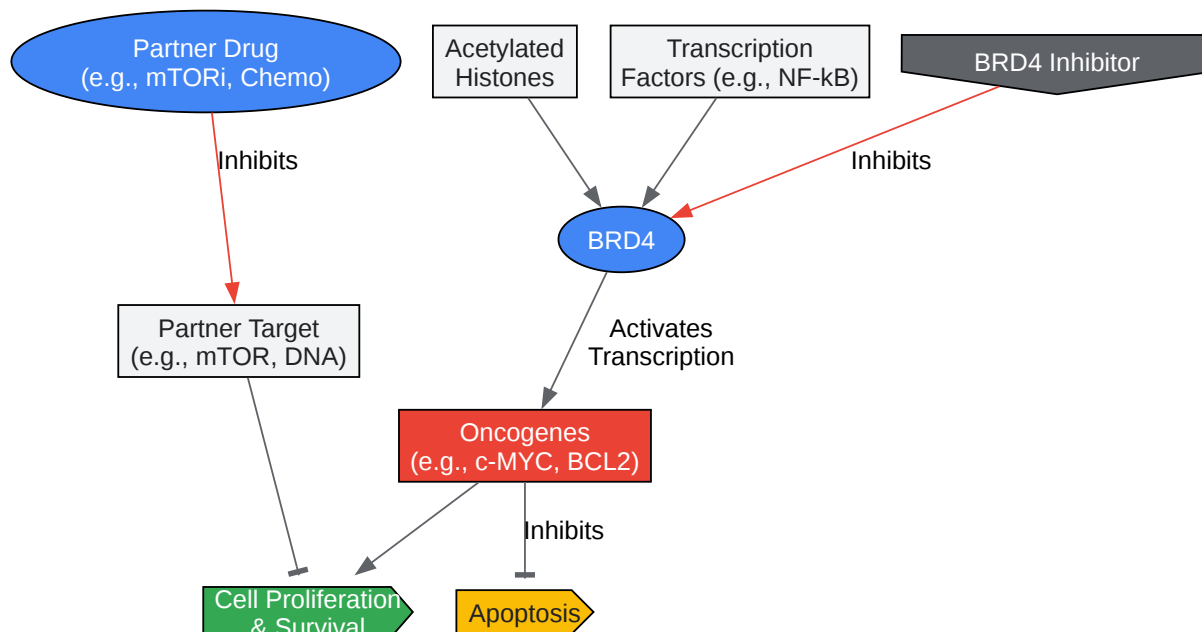 Partner Drug
(e.g., mTORi, Chemo)
Acetylated
Histones
Transcription
Factors (e.g., NF-kB)
BRD4 Inhibitor
Inhibits
Inhibits
BRD4
Partner Target
(e.g., mTOR, DNA)
Activates
Transcription
Oncogenes
(e.g., c-MYC, BCL2)
Inhibits
Cell Proliferation
& Survival
Apoptosis